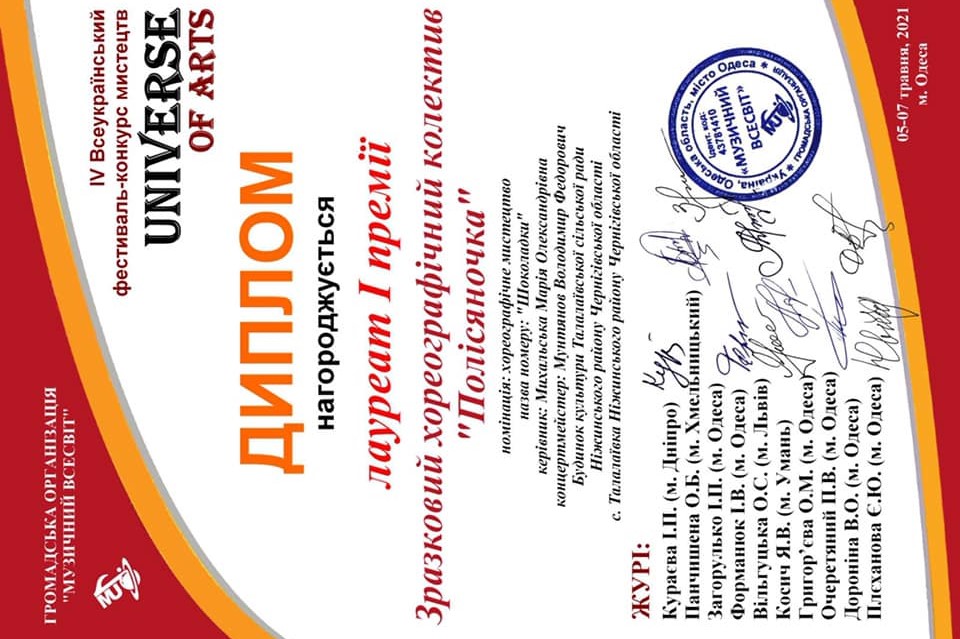 ГРОМАДСЬКА ОРГАНІЗАЦІЯ
"МУЗИЧНИЙ ВСЕСВІТ"
IV Всеукраїнський
фестиваль-конкурс мистецтв
UNIVERSE
OF ARTS
ДИПЛОМ
нагороджується
лауреат І премії
Зразковий хореографічний колектив
"Полісяночка"
номінація: хореографічне мистецтво
назва номеру: "Шоколадки"
керівник: Михальська Марія Олександрівна
концертмейстер: Мунтянов Володимир Федорович
Будинок культури Талалаївської сільської ради
Ніжинського району Чернігівської області
с. Талалаївка Ніжинського району Чернігівської області
ЖУРІ:
Кураєва І.П. (м. Дніпро)
Панчишена О.Б. (м. Хмельницький)
Загорулько І.П. (м. Одеса)
Форманюк І.В. (м. Одеса)
Вільгуцька О.С. (м. Львів)
Косич Я.В. (м. Умань)
Григор’єва О.М. (м. Одеса)
Очеретяний П.В. (м. Одеса)
Дороніна В.О. (м. Одеса)
Плєханова Є.Ю. (м. Одеса)
Україна, Одеська область, місто Одеса
ГРОМАДСЬКА ОРГАНІЗАЦІЯ
Ідент. код:
43781410
«МУЗИЧНИЙ
ВСЕСВІТ»
05-07 травня, 2021
м. Одеса